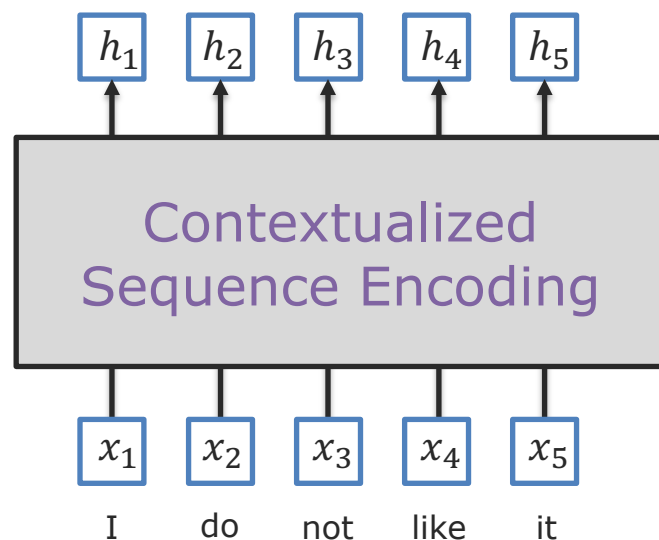 h₁ h₂ h₃ h₄ h₅
Contextualized
Sequence Encoding
x₁ x₂ x₃ x₄ x₅
I do not like it